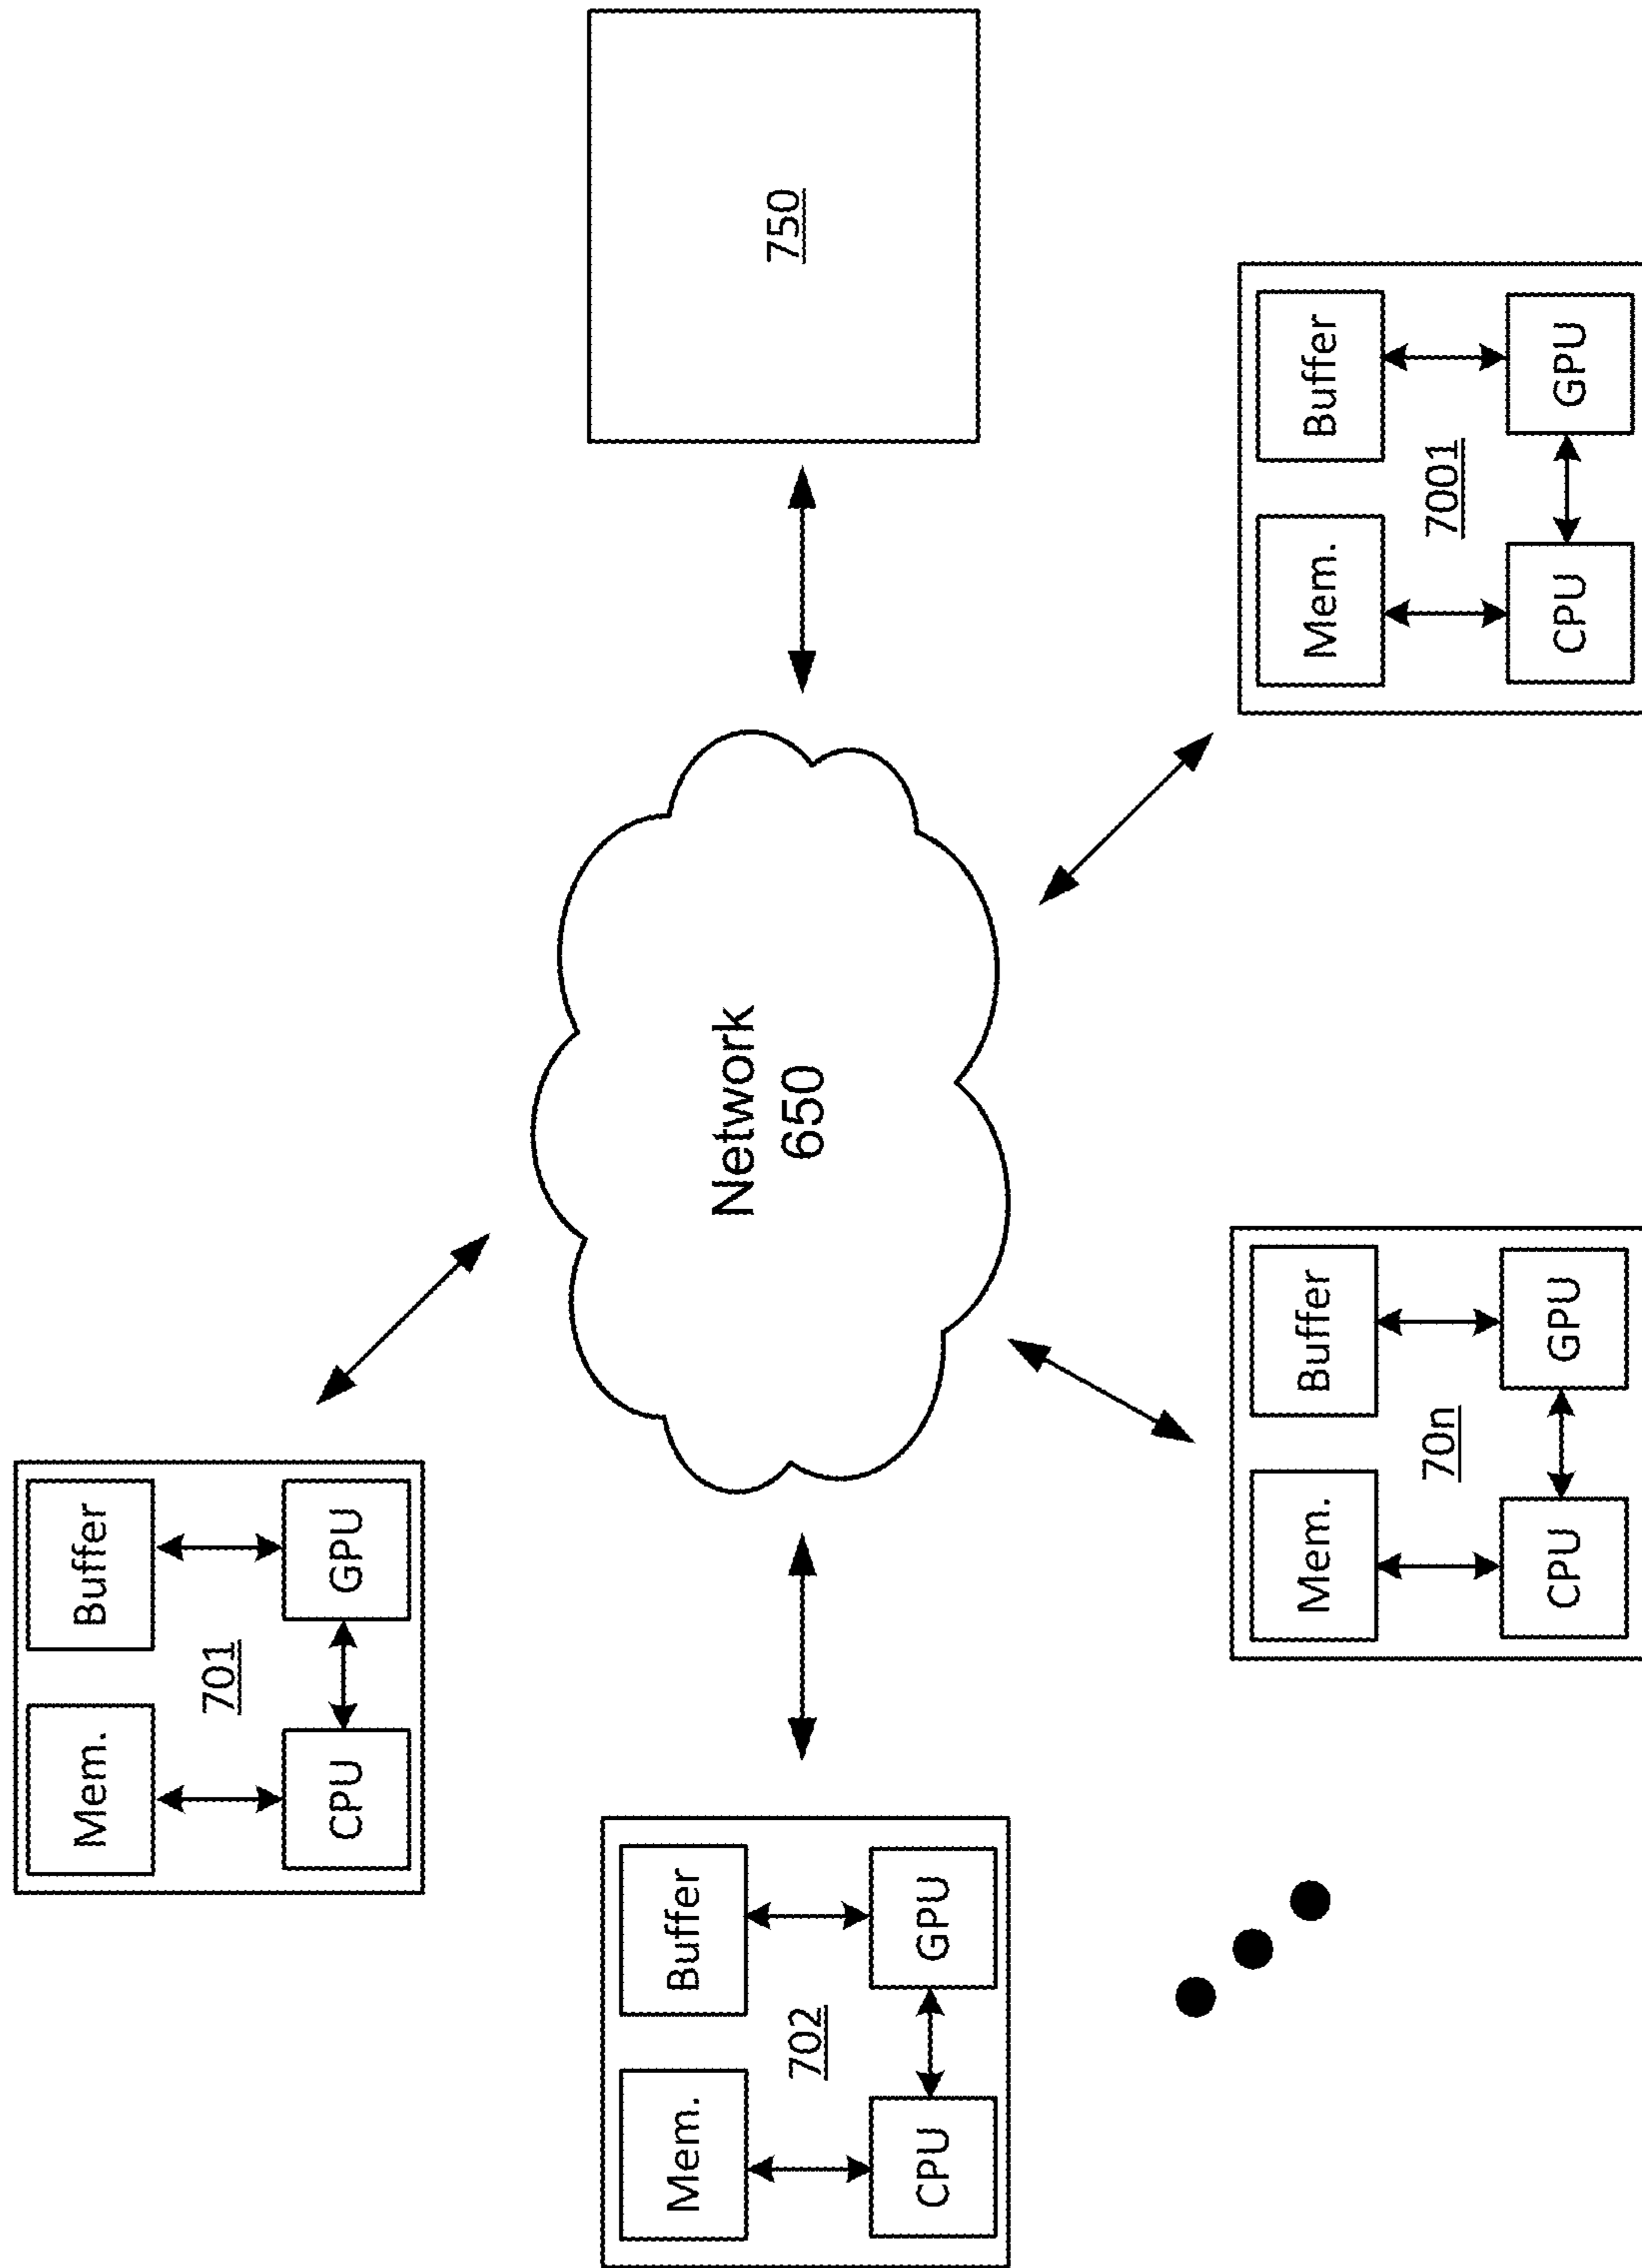 Mem.
Buffer
701
CPU
GPU
Mem.
Buffer
702
CPU
GPU
Network
650
750
Mem.
Buffer
70n
CPU
GPU
Mem.
Buffer
7001
CPU
GPU